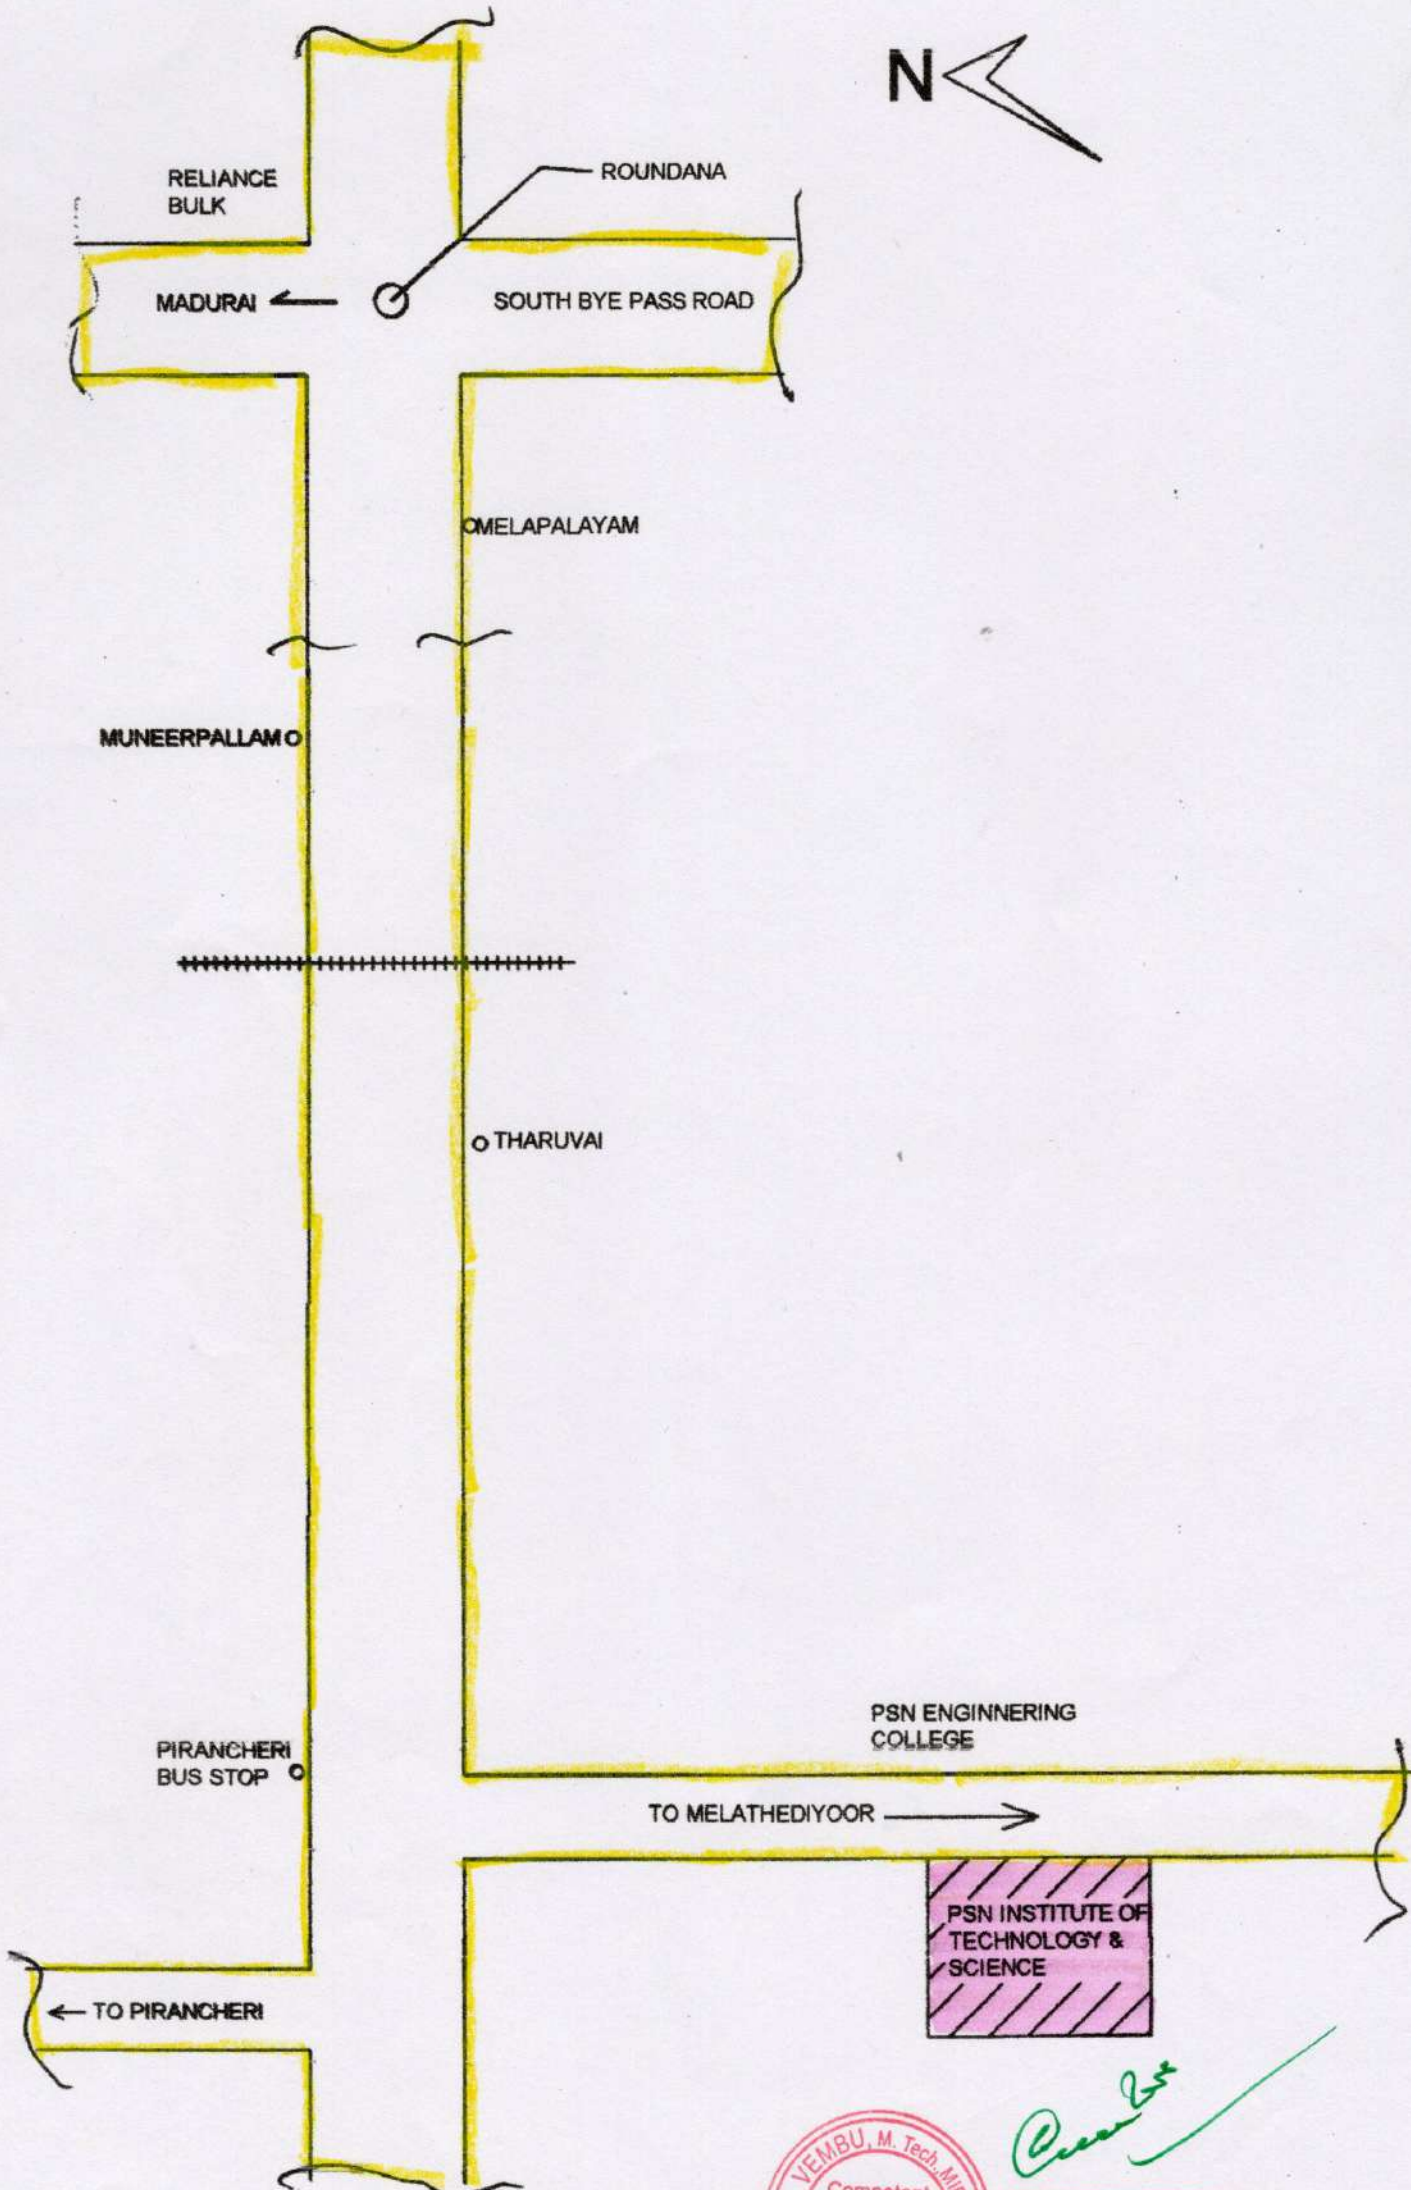 N
RELIANCE
BULK
ROUNDANA
MADURAI
SOUTH BYE PASS ROAD
MELAPALAYAM
MUNEERPALLAM
THARUVAI
PSN ENGINNERING
COLLEGE
PIRANCHERI
BUS STOP
TO MELATHEDIYOOR
PSN INSTITUTE OF
TECHNOLOGY &
SCIENCE
TO PIRANCHERI
VEMBU, M. Tech.
Competent